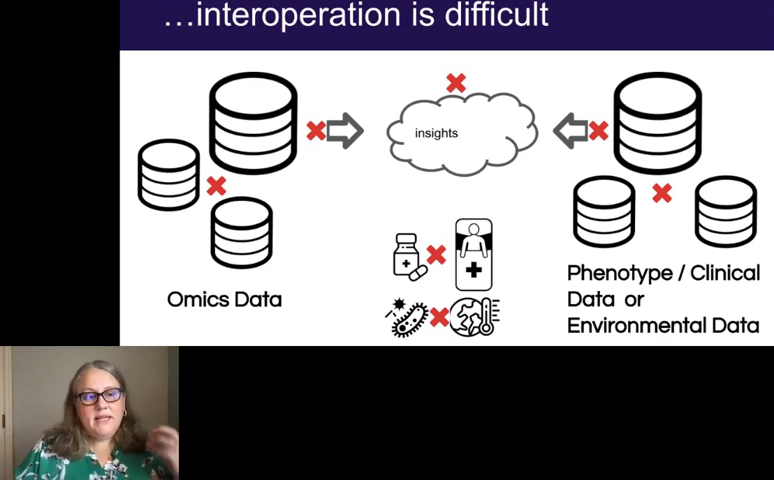 …interoperation is difficult
insights
Omics Data
Phenotype / Clinical
Data or
Environmental Data